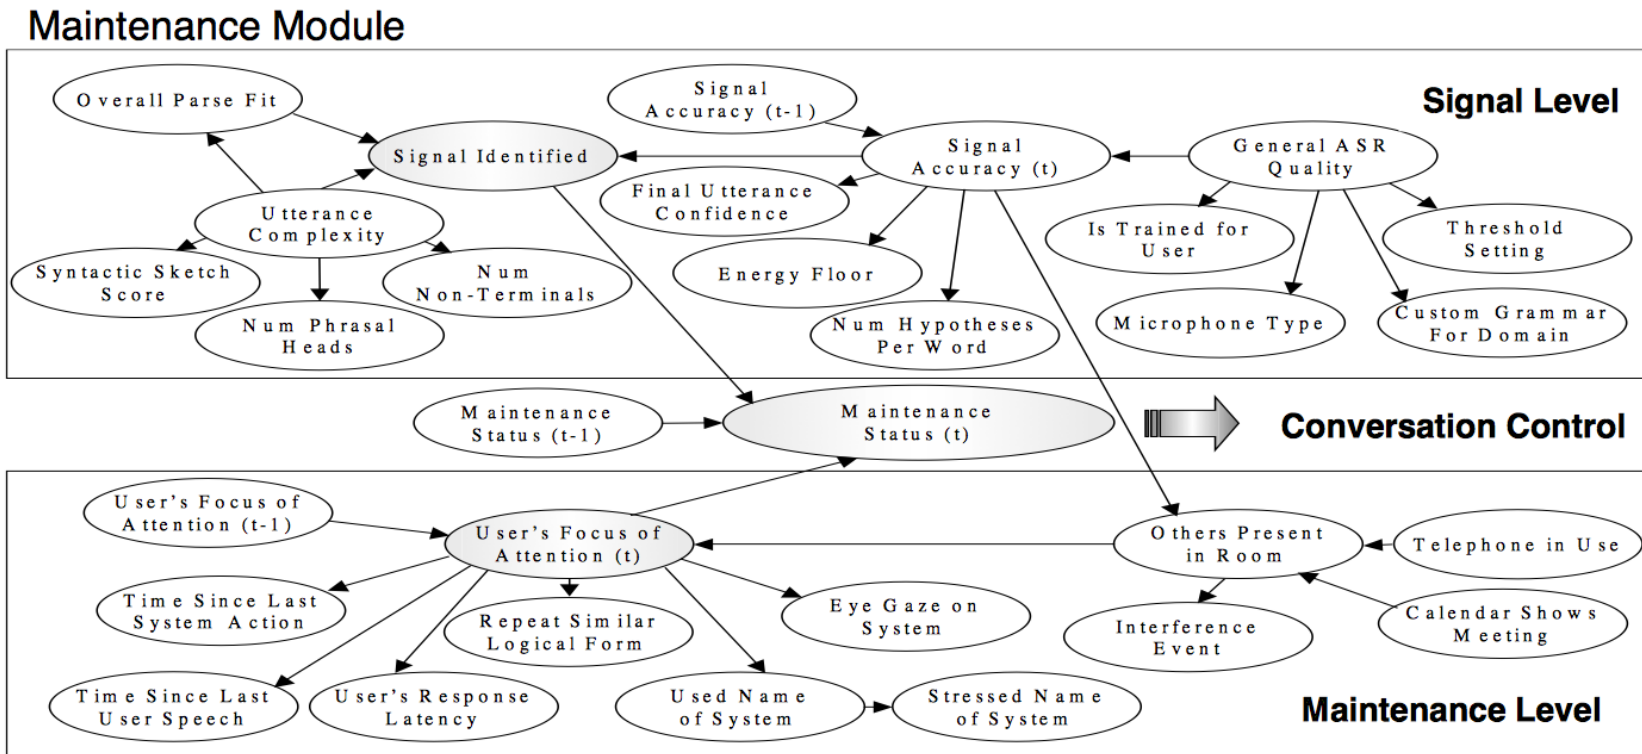 Maintenance Module
Signal Level
Overall Parse Fit
Signal
Accuracy (t-1)
Signal Identified
Signal
Accuracy (t)
General ASR
Quality
Final Utterance
Confidence
Utterance
Complexity
Is Trained for
User
Threshold
Setting
Syntactic Sketch
Score
Num
Non-Terminals
Energy Floor
Num Phrasal
Heads
Num Hypotheses
Per Word
Microphone Type
Custom Grammar
For Domain
Maintenance
Status (t-1)
Maintenance
Status (t)
Conversation Control
User's Focus of
Attention (t-1)
User's Focus of
Attention (t)
Others Present
in Room
Telephone in Use
Time Since Last
System Action
Repeat Similar
Logical Form
Eye Gaze on
System
Interference
Event
Calendar Shows
Meeting
Time Since Last
User Speech
User's Response
Latency
Used Name
of System
Stressed Name
of System
Maintenance Level